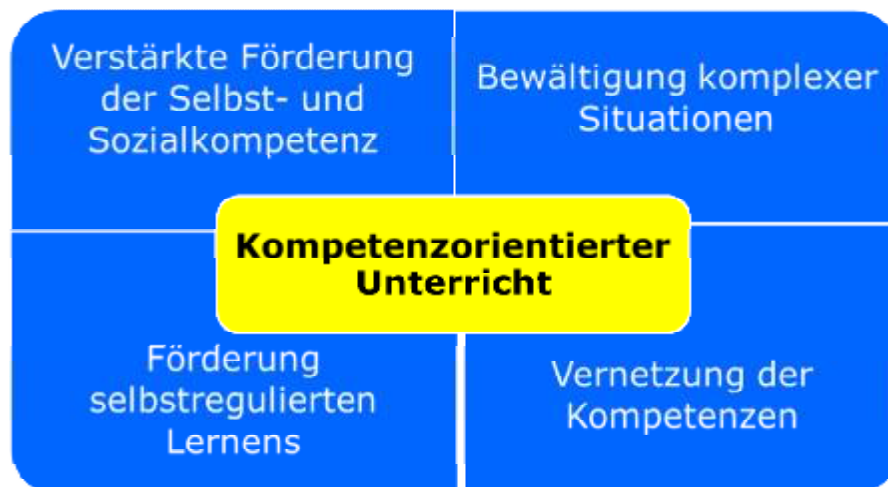 Verstärkte Förderung
der Selbst- und
Sozialkompetenz
Bewältigung komplexer
Situationen
Kompetenzorientierter
Unterricht
Förderung
selbstregulierten
Lernens
Vernetzung der
Kompetenzen